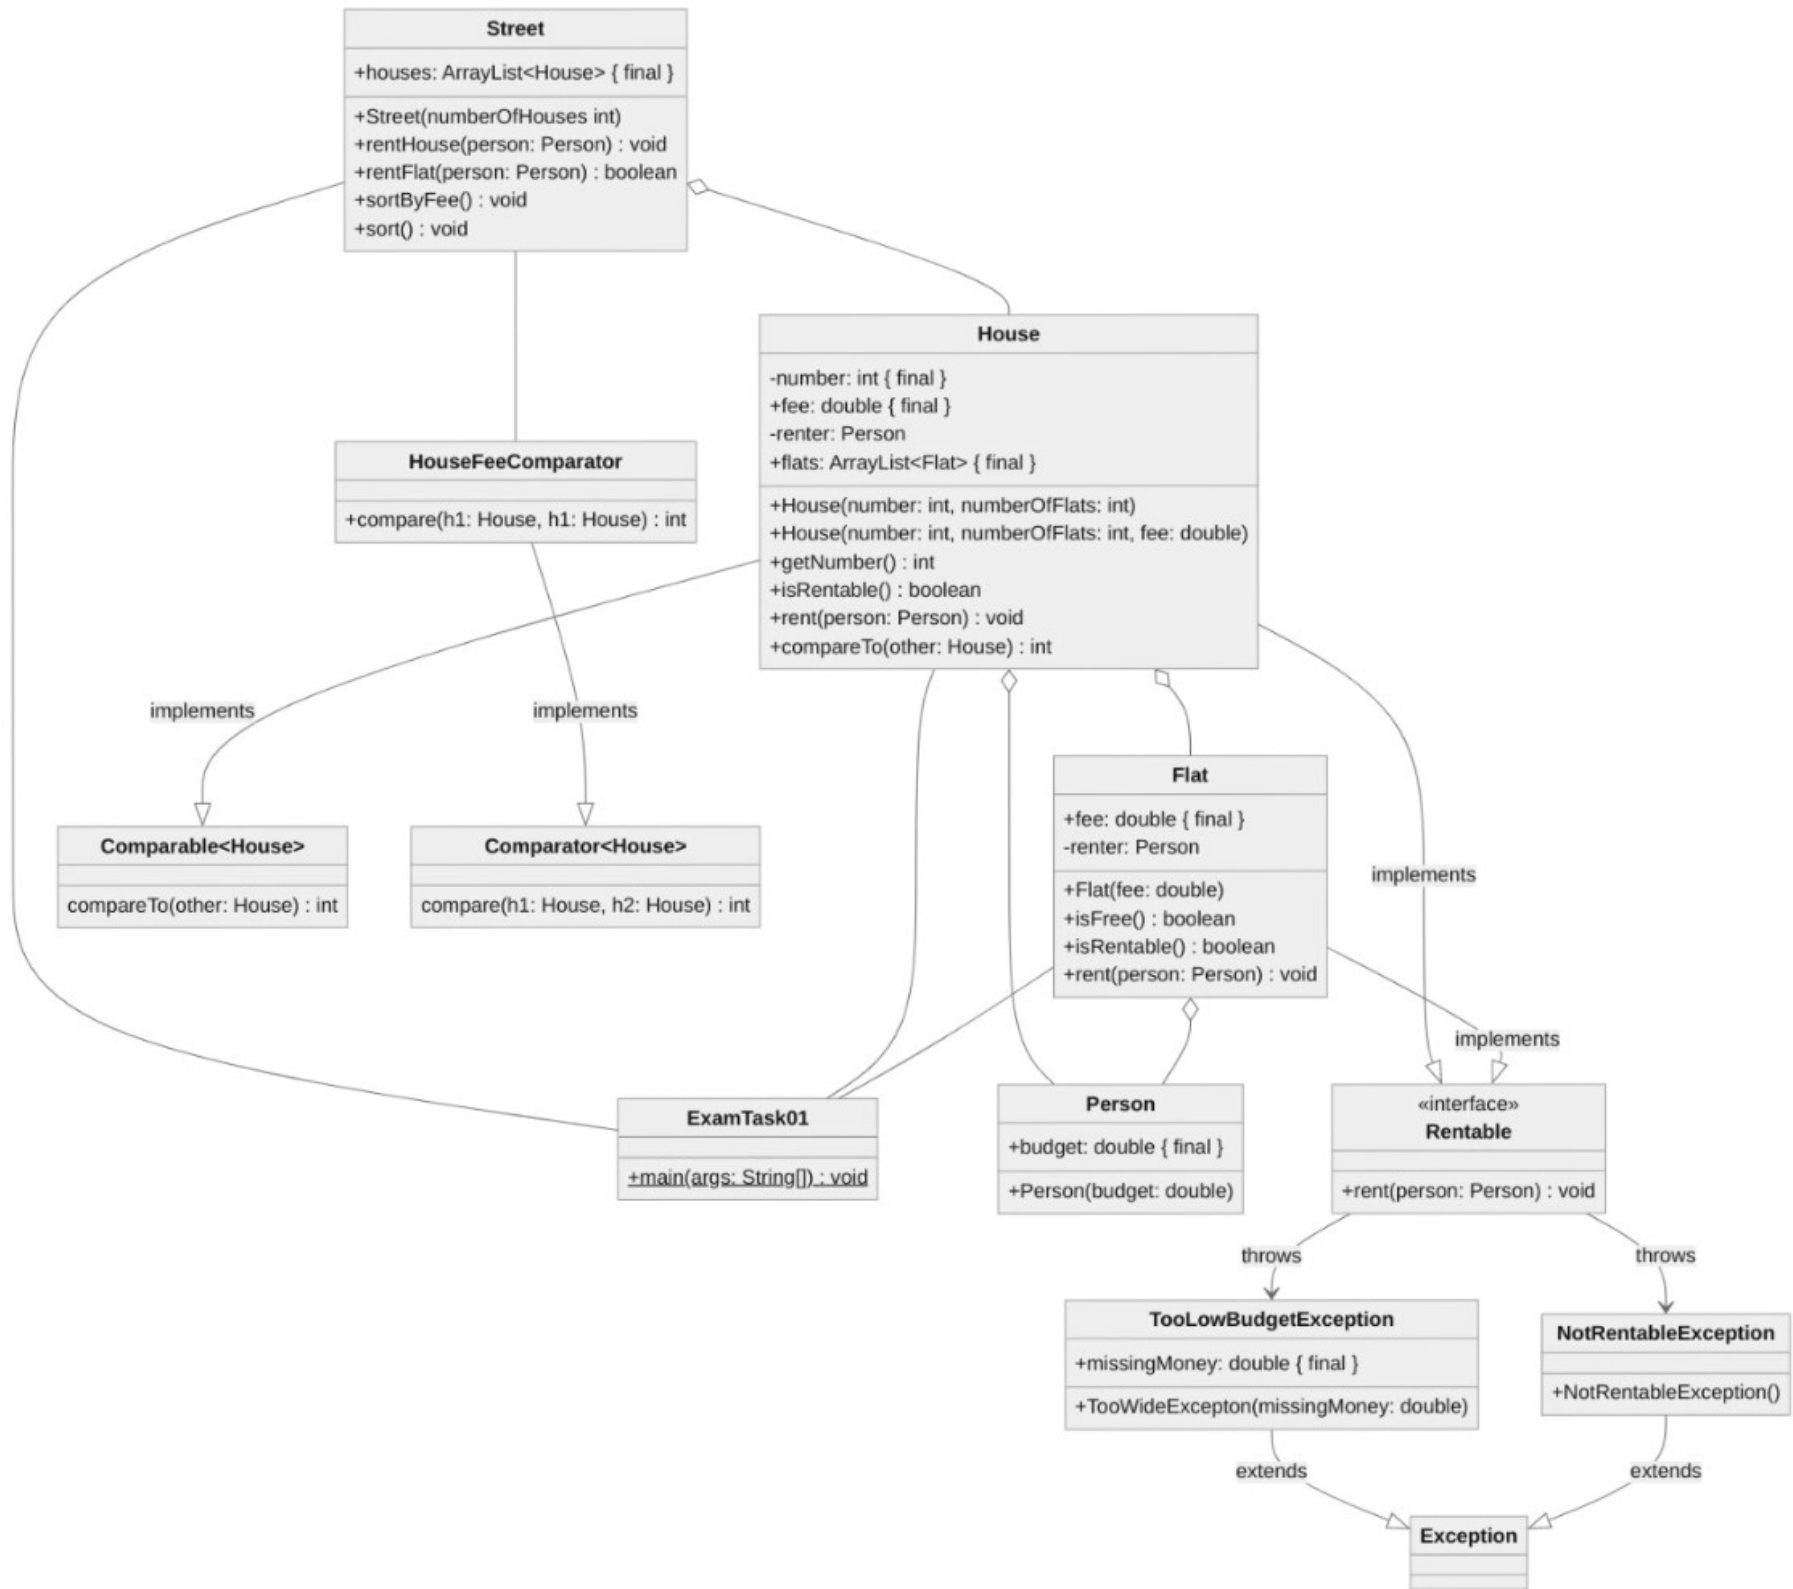 Street
+houses: ArrayList<House> { final }
+Street(numberOfHouses int)
+rentHouse(person: Person) : void
+rentFlat(person: Person) : boolean
+sortByFee() : void
+sort() : void
House
-number: int { final }
+fee: double { final }
-renter: Person
+flats: ArrayList<Flat> { final }
+House(number: int, numberOfFlats: int)
+House(number: int, numberOfFlats: int, fee: double)
+getNumber() : int
+isRentable() : boolean
+rent(person: Person) : void
+compareTo(other: House) : int
HouseFeeComparator
+compare(h1: House, h1: House) : int
implements
implements
Comparable<House>
compareTo(other: House) : int
Comparator<House>
compare(h1: House, h2: House) : int
Flat
+fee: double { final }
-renter: Person
+Flat(fee: double)
+isFree() : boolean
+isRentable() : boolean
+rent(person: Person) : void
implements
implements
ExamTask01
+main(args: String[]) : void
Person
+budget: double { final }
+Person(budget: double)
«interface»
Rentable
+rent(person: Person) : void
throws
throws
TooLowBudgetException
+missingMoney: double { final }
+TooWideExcepton(missingMoney: double)
NotRentableException
+NotRentableException()
extends
extends
Exception